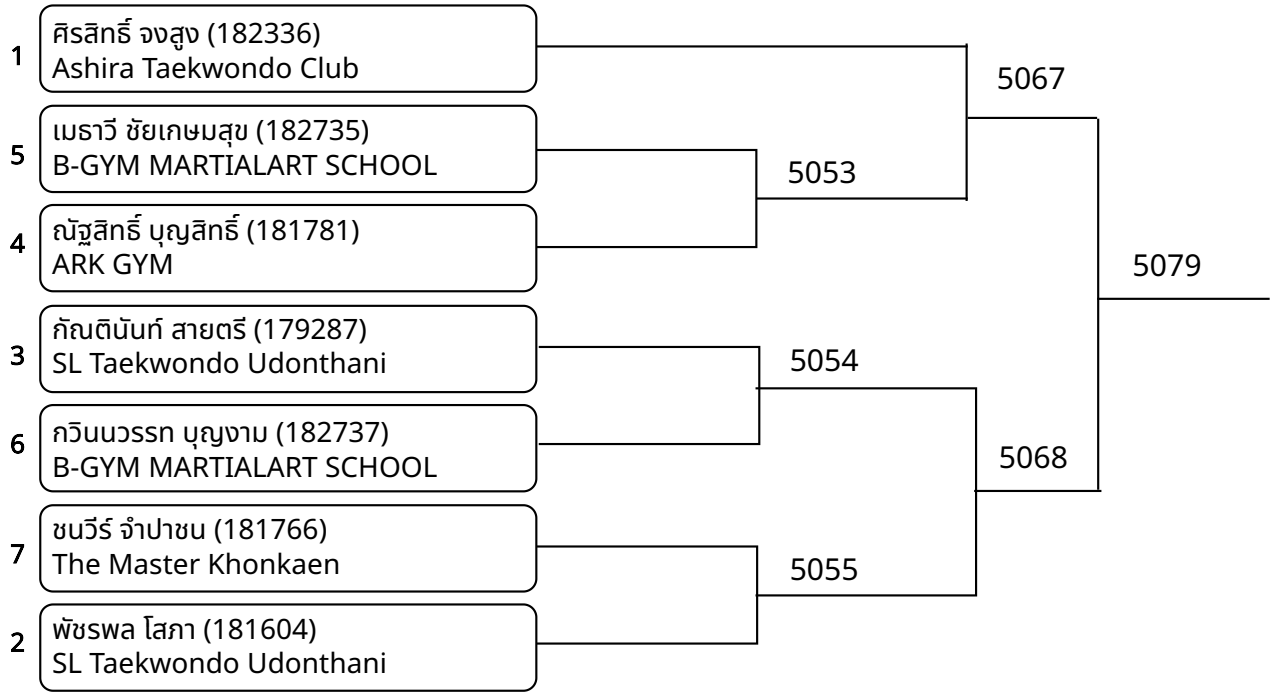 1
ศิรสิทธิ์ จงสูง (182336)
Ashira Taekwondo Club
5
เมธาวี ชัยเกษมสุข (182735)
B-GYM MARTIALART SCHOOL
4
ณัฐสิทธิ์ บุญสิทธิ์ (181781)
ARK GYM
3
กัณตินันท์ สายตรี (179287)
SL Taekwondo Udonthani
6
กวินนวรรท บุญงาม (182737)
B-GYM MARTIALART SCHOOL
7
ชนวีร์ จำปาชน (181766)
The Master Khonkaen
2
พัชรพล โสภา (181604)
SL Taekwondo Udonthani
5053
5054
5055
5067
5068
5079